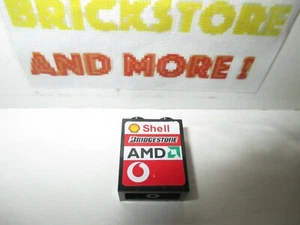 BRICKSTORE
AND MORE !
Shell
BRIDGESTONE
AMD